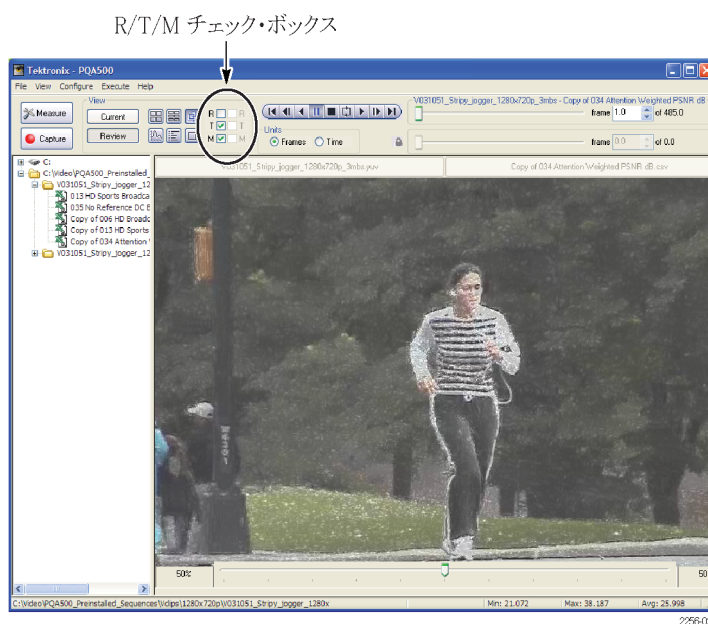 R/T/M チェック・ボックス
Tektronix - PQA500
File View Configure Execute Help
View
Measure
Current
Capture
Review
R R
T T
M M
Units
Frames Time
V031051_Stripy_jogger_1280x720p_3mbs - Copy of 034 Attention Weighted PSNR dB
frame 1.0 of 485.0
frame 0.0 of 0.0
C:
C:\Video\PQA500_Preinstalled_
V031051_Stripy_jogger_12
013 HD Sports Broadca
035 No Reference DC B
Copy of 006 HD Broadc
Copy of 013 HD Sports
Copy of 034 Attention
V031051_Stripy_jogger_12
V031051_Stripy_jogger_1280x720p_3mbs.yuv
Copy of 034 Attention Weighted PSNR dB.csv
50%
50
C:\Video\PQA500_Preinstalled_Sequences\Vclips\1280x720p\V031051_Stripy_jogger_1280x
Min: 21.072
Max: 38.187
Avg: 25.998